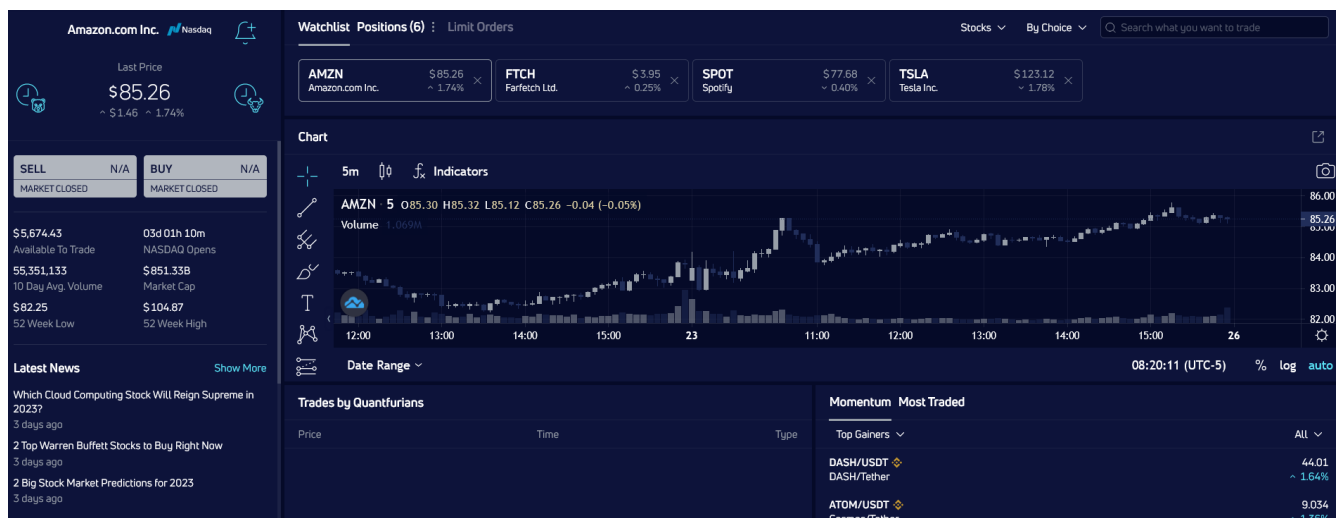 Amazon.com Inc. Nasdaq
Last Price
$85.26
$1.46 1.74%
SELL N/A
MARKET CLOSED
BUY N/A
MARKET CLOSED
$5,674.43
Available To Trade
03d 01h 10m
NASDAQ Opens
55,351,133
10 Day Avg. Volume
$851.33B
Market Cap
$82.25
52 Week Low
$104.87
52 Week High
Latest News Show More
Which Cloud Computing Stock Will Reign Supreme in
2023?
3 days ago
2 Top Warren Buffett Stocks to Buy Right Now
3 days ago
2 Big Stock Market Predictions for 2023
3 days ago
Watchlist Positions (6) Limit Orders
Stocks By Choice Search what you want to trade
AMZN $85.26
Amazon.com Inc. 1.74%
FTCH $3.95
Farfetch Ltd. 0.25%
SPOT $77.68
Spotify 0.40%
TSLA $123.12
Tesla Inc. 1.78%
Chart
5m Indicators
AMZN · 5 O85.30 H85.32 L85.12 C85.26 -0.04 (-0.05%)
Volume 1.069M
86.00
85.26
85.00
84.00
83.00
82.00
12:00 13:00 14:00 15:00 23 11:00 12:00 13:00 14:00 15:00 26
Date Range 08:20:11 (UTC-5) % log auto
Trades by Quantfurians
Price Time Type
Momentum Most Traded
Top Gainers All
DASH/USDT 44.01
DASH/Tether 1.64%
ATOM/USDT 9.034